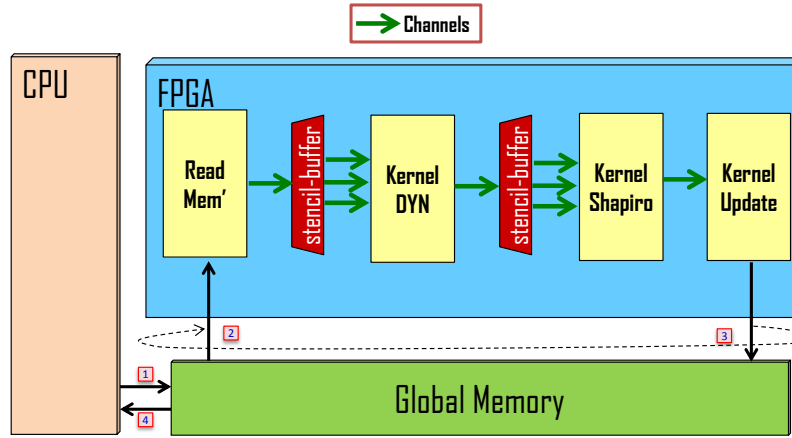 Channels
CPU
FPGA
Read
Mem'
stencil-buffer
Kernel
DYN
stencil-buffer
Kernel
Shapiro
Kernel
Update
2
3
1
4
Global Memory